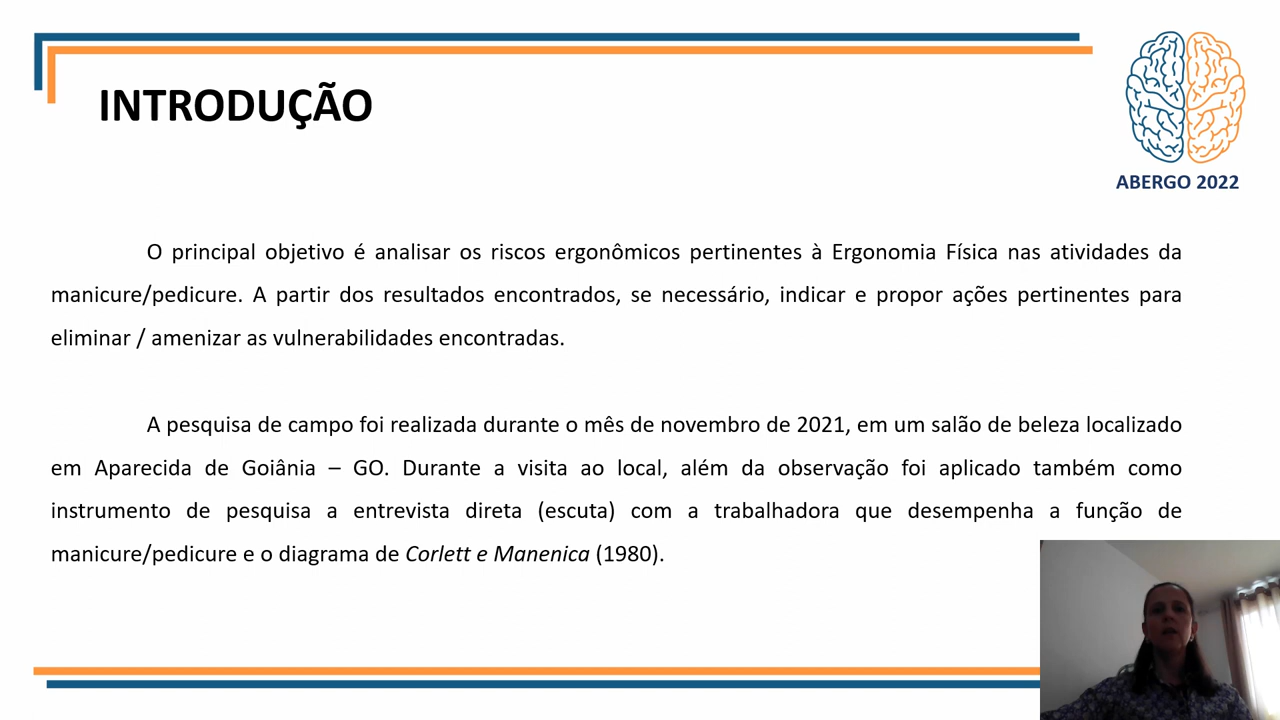 INTRODUÇÃO
ABERGO 2022
O principal objetivo é analisar os riscos ergonômicos pertinentes à Ergonomia Física nas atividades da
manicure/pedicure. A partir dos resultados encontrados, se necessário, indicar e propor ações pertinentes para
eliminar / amenizar as vulnerabilidades encontradas.
A pesquisa de campo foi realizada durante o mês de novembro de 2021, em um salão de beleza localizado
em Aparecida de Goiânia – GO. Durante a visita ao local, além da observação foi aplicado também como
instrumento de pesquisa a entrevista direta (escuta) com a trabalhadora que desempenha a função de
manicure/pedicure e o diagrama de Corlett e Manenica (1980).